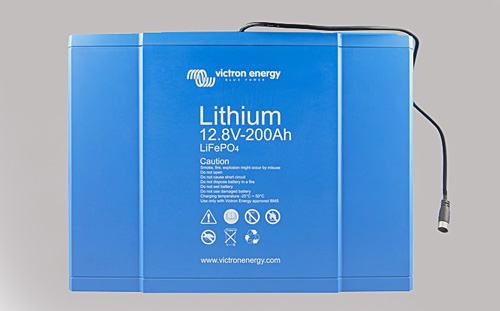 victron energy
BLUE POWER
Lithium
12.8V-200Ah
LiFePO4
Caution
Smoke, fire, explosion might occur by misuse
Do not open
Do not cause short circuit
Do not dispose battery in a fire
Do not wet battery
Do not use damaged battery
Charging temperature -20°C ~ 50°C
Use only with Victron Energy approved BMS
www.victronenergy.com